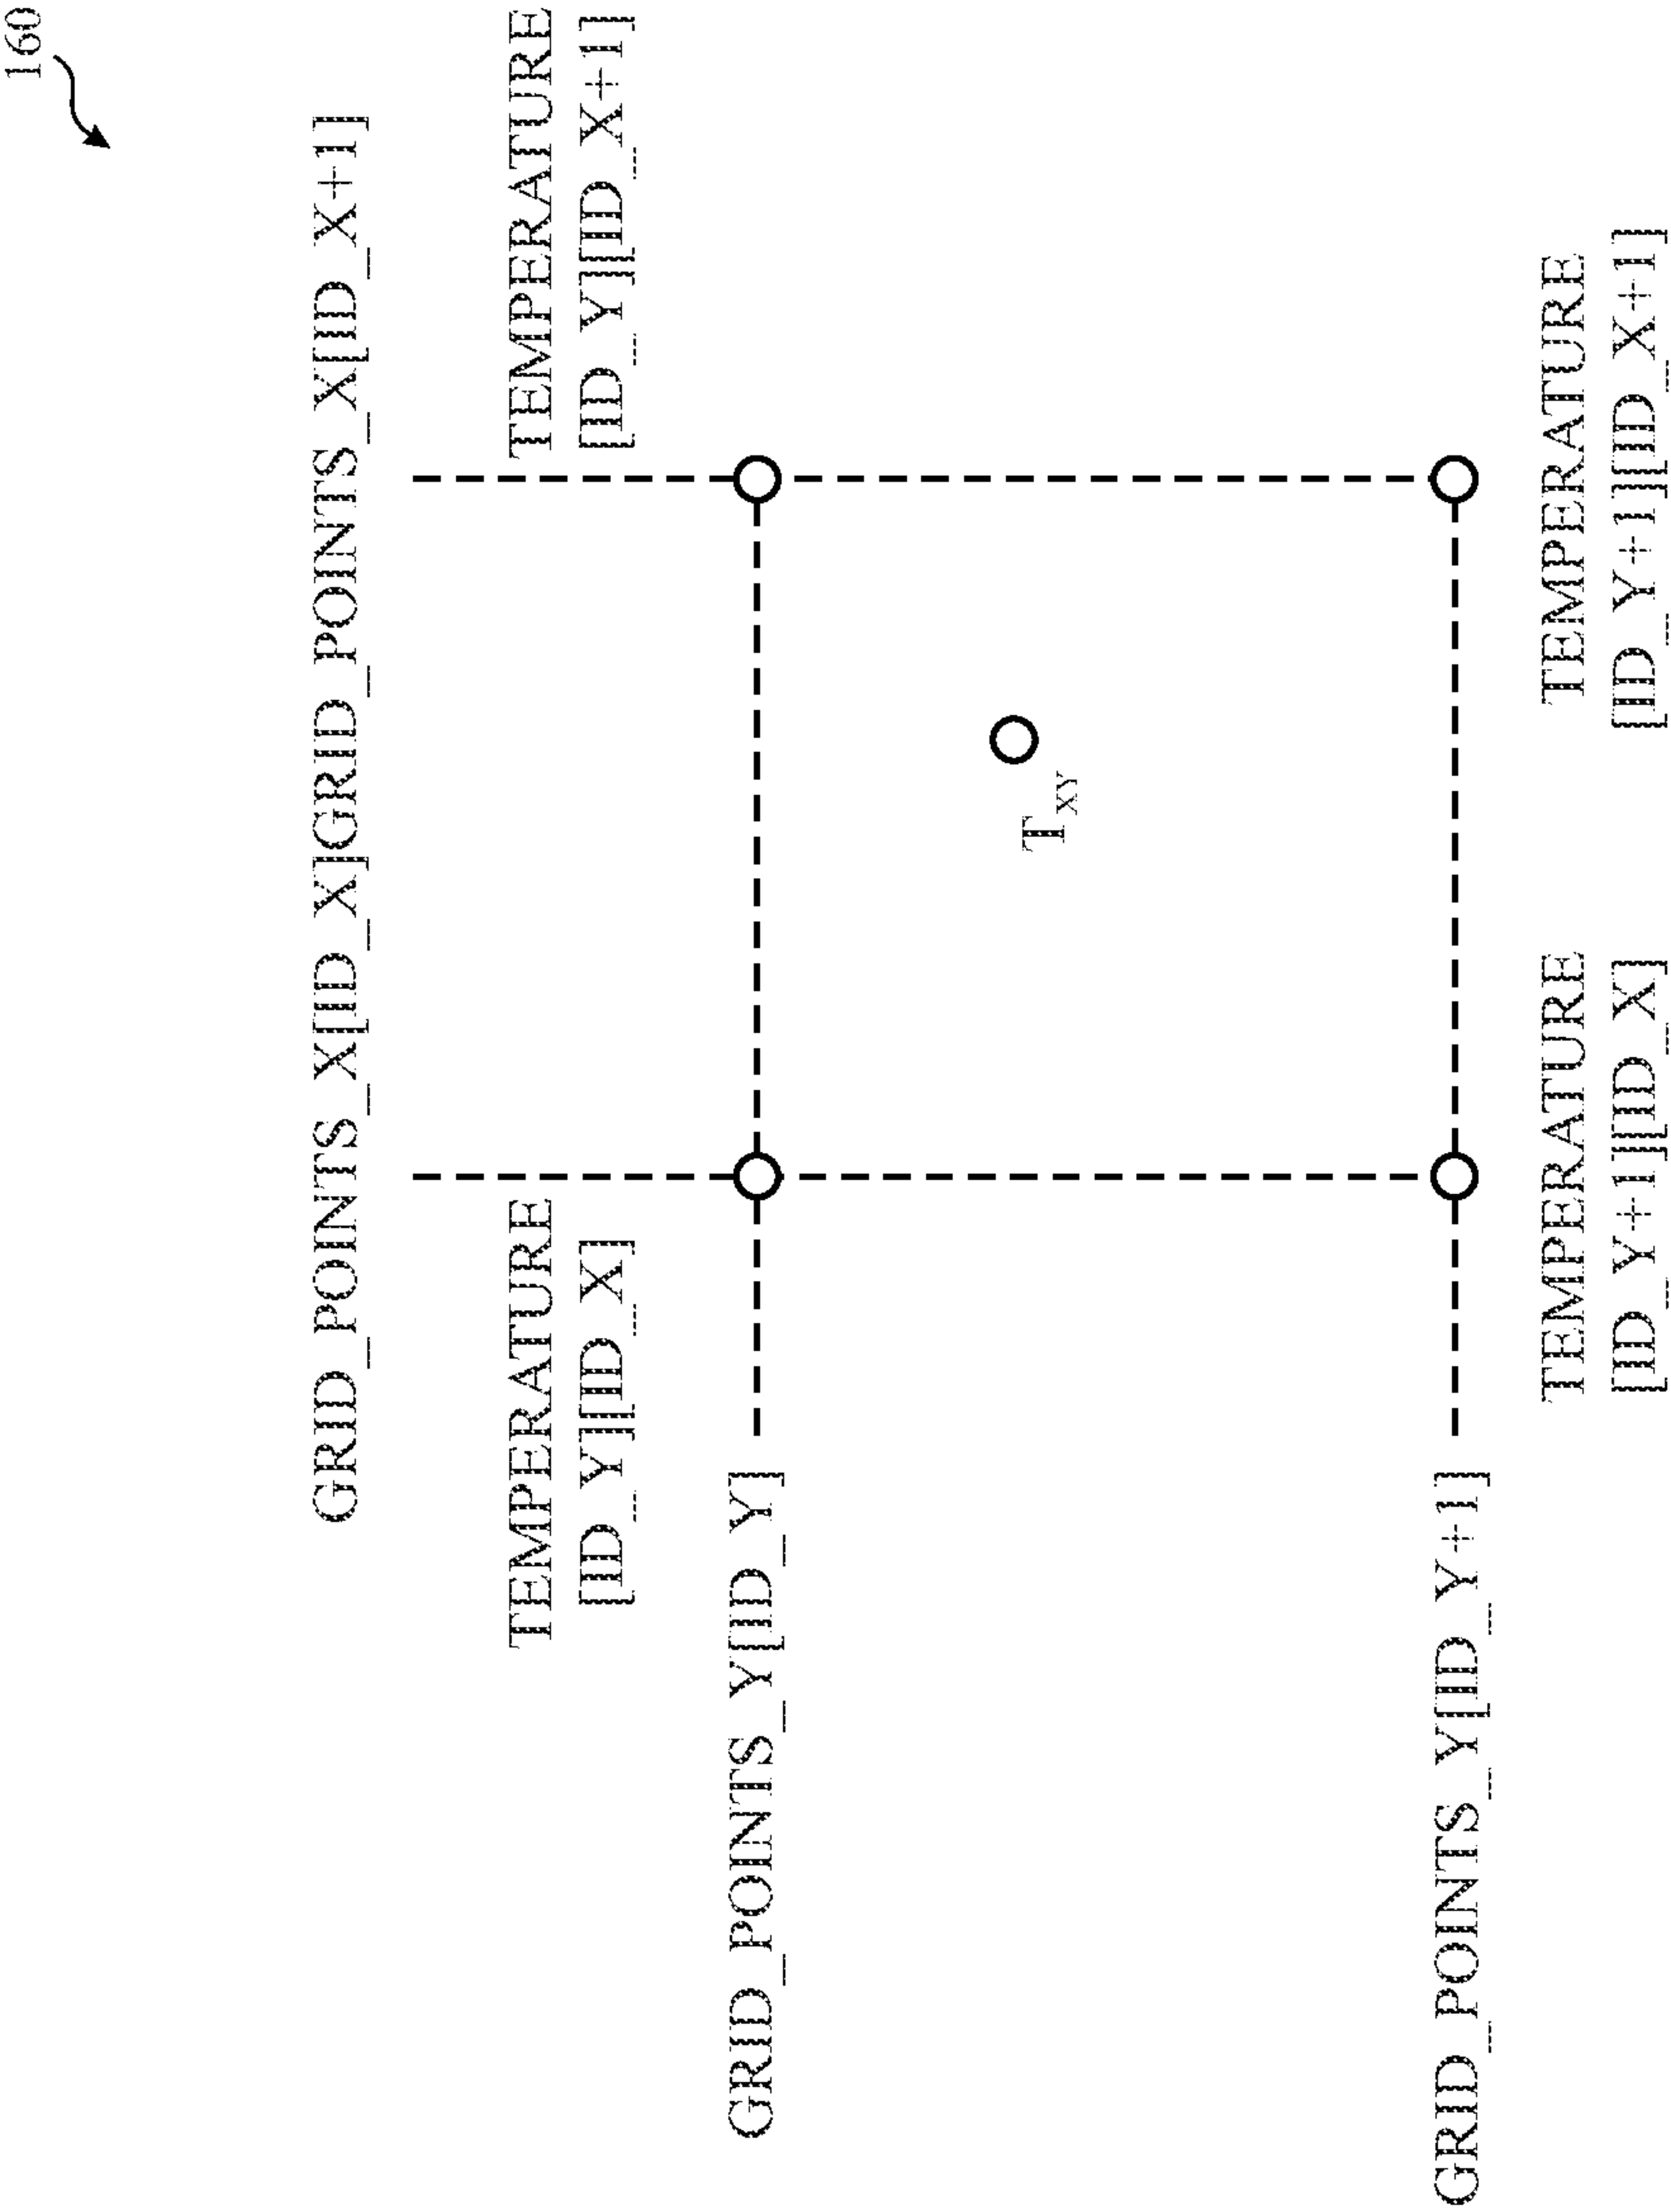 160
GRID_POINTS_X[ID_X]GRID_POINTS_X[ID_X+1]
TEMPERATURE
[ID_Y][ID_X]
TEMPERATURE
[ID_Y][ID_X+1]
GRID_POINTS_Y[ID_Y]
T_XY
GRID_POINTS_Y[ID_Y+1]
TEMPERATURE
[ID_Y+1][ID_X]
TEMPERATURE
[ID_Y+1][ID_X+1]